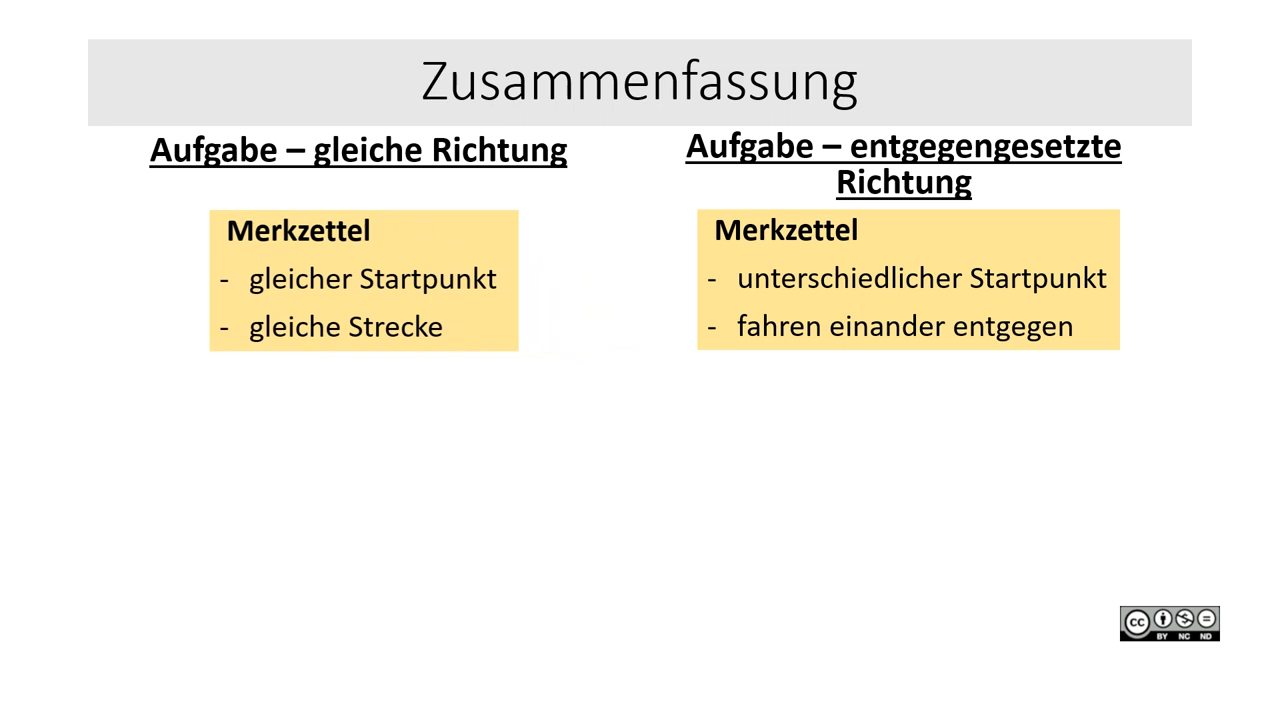 Zusammenfassung
Aufgabe – gleiche Richtung
Merkzettel
- gleicher Startpunkt
- gleiche Strecke
Aufgabe – entgegengesetzte
Richtung
Merkzettel
- unterschiedlicher Startpunkt
- fahren einander entgegen
cc
BY NC ND